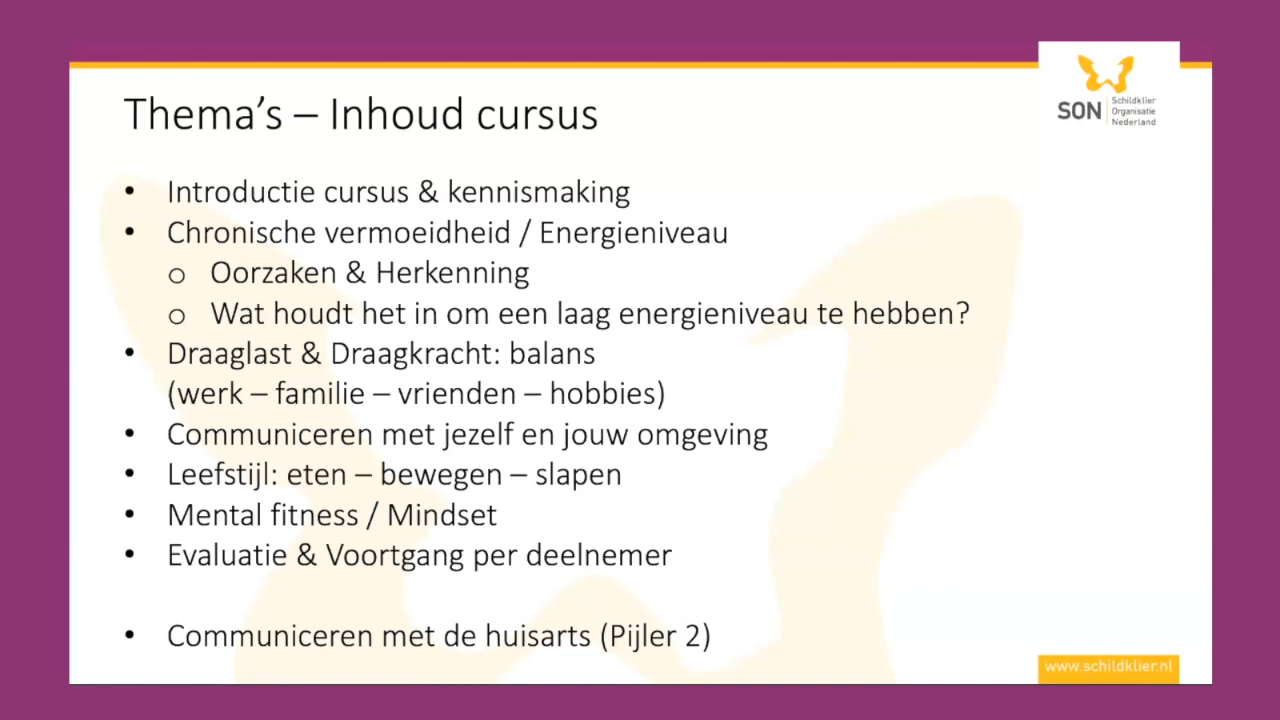 Thema's – Inhoud cursus
SON
Schildklier
Organisatie
Nederland
• Introductie cursus & kennismaking
• Chronische vermoeidheid / Energieniveau
o Oorzaken & Herkenning
o Wat houdt het in om een laag energieniveau te hebben?
• Draaglast & Draagkracht: balans
(werk – familie – vrienden – hobbies)
• Communiceren met jezelf en jouw omgeving
• Leefstijl: eten – bewegen – slapen
• Mental fitness / Mindset
• Evaluatie & Voortgang per deelnemer
• Communiceren met de huisarts (Pijler 2)
www.schildklier.nl